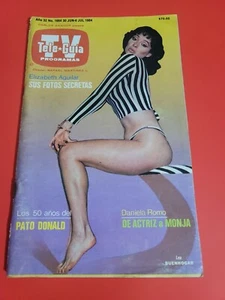 TV
Tele-Guía
PROGRAMAS
Elizabeth Aguilar
SUS FOTOS SECRETAS
Los 50 años del
PATO DONALD
Daniela Romo
DE ACTRIZ a MONJA